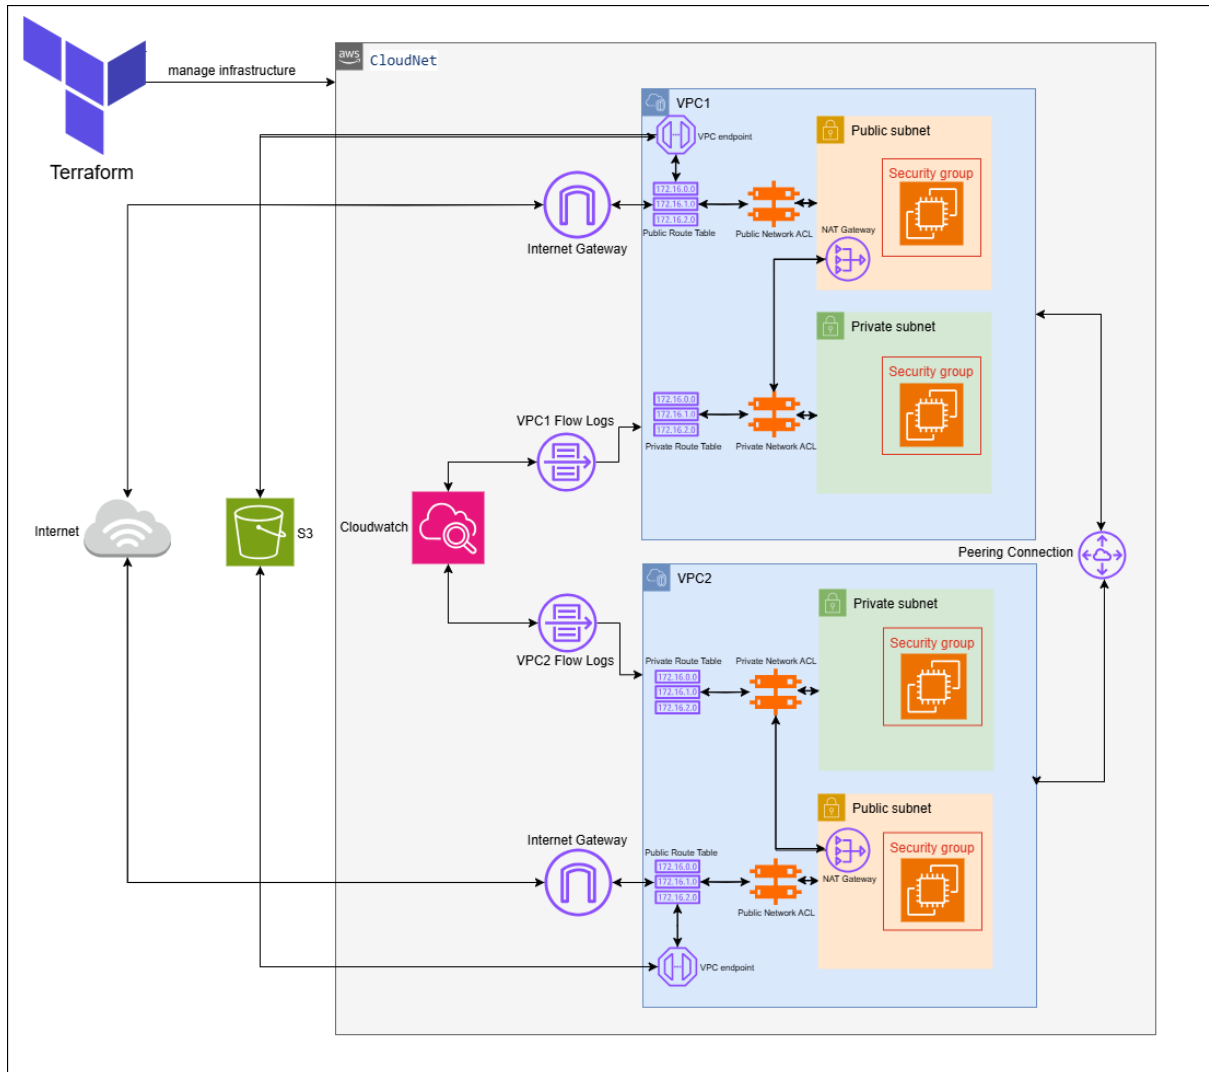 aws
CloudNet
manage infrastructure
Terraform
VPC1
VPC endpoint
Public subnet
Security group
172.16.0.0
172.16.1.0
172.16.2.0
Public Route Table
Public Network ACL
NAT Gateway
Internet Gateway
Private subnet
Security group
172.16.0.0
172.16.1.0
172.16.2.0
Private Route Table
Private Network ACL
VPC1 Flow Logs
Internet
S3
Cloudwatch
Peering Connection
VPC2
Private subnet
VPC2 Flow Logs
Private Route Table
Private Network ACL
Security group
172.16.0.0
172.16.1.0
172.16.2.0
Public subnet
Internet Gateway
Public Route Table
Security group
172.16.0.0
172.16.1.0
172.16.2.0
NAT Gateway
Public Network ACL
VPC endpoint